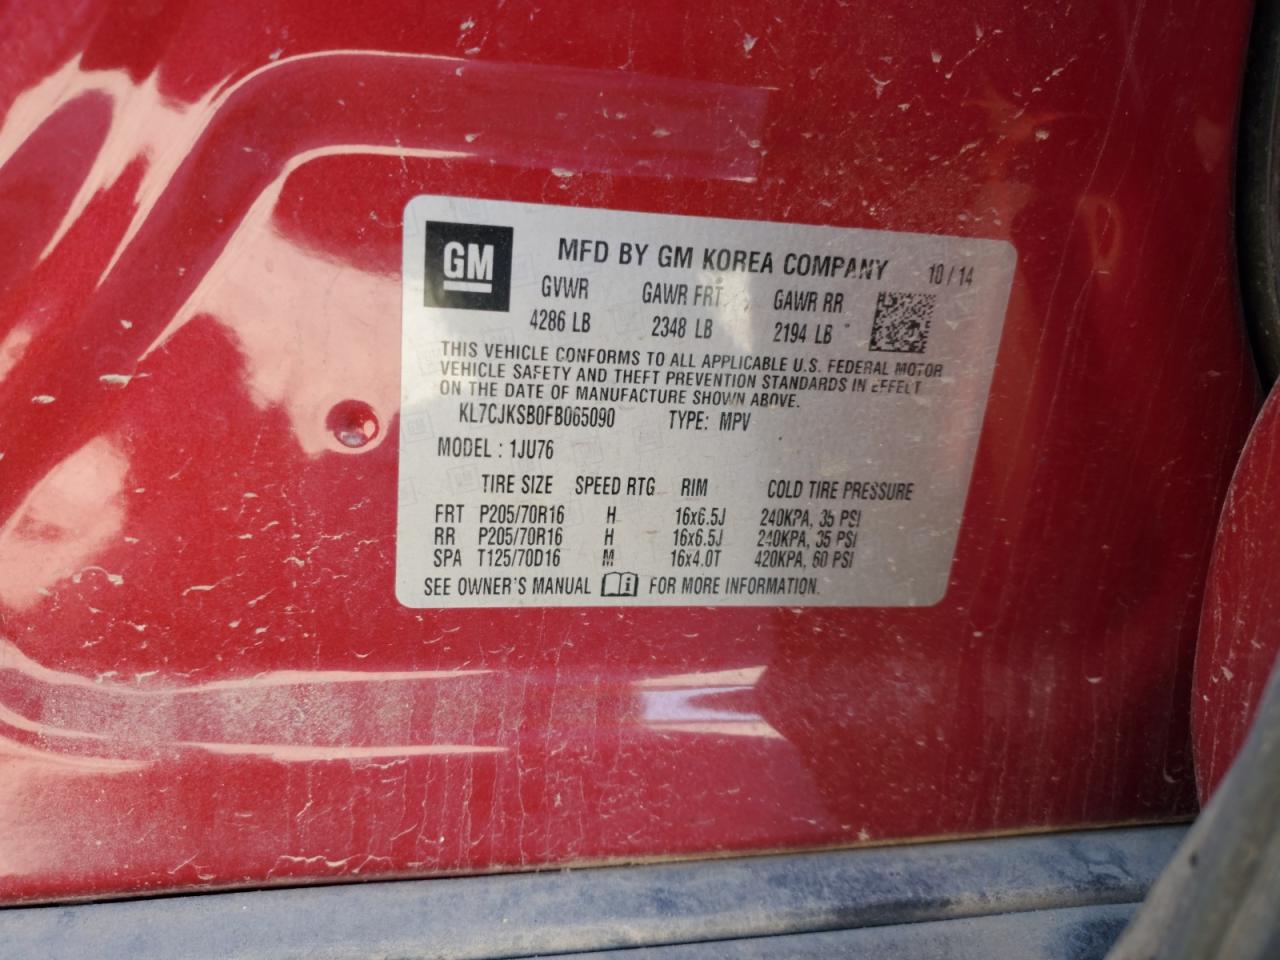 GM
MFD BY GM KOREA COMPANY 10/14
GVWR GAWR FRT GAWR RR
4286 LB 2348 LB 2194 LB
THIS VEHICLE CONFORMS TO ALL APPLICABLE U.S. FEDERAL MOTOR
VEHICLE SAFETY AND THEFT PREVENTION STANDARDS IN EFFECT
ON THE DATE OF MANUFACTURE SHOWN ABOVE.
KL7CJKSB0FB065090 TYPE: MPV
MODEL : 1JU76
TIRE SIZE SPEED RTG RIM COLD TIRE PRESSURE
FRT P205/70R16 H 16x6.5J 240KPA, 35 PSI
RR P205/70R16 H 16x6.5J 240KPA, 35 PSI
SPA T125/70D16 M 16x4.0T 420KPA, 60 PSI
SEE OWNER'S MANUAL FOR MORE INFORMATION.